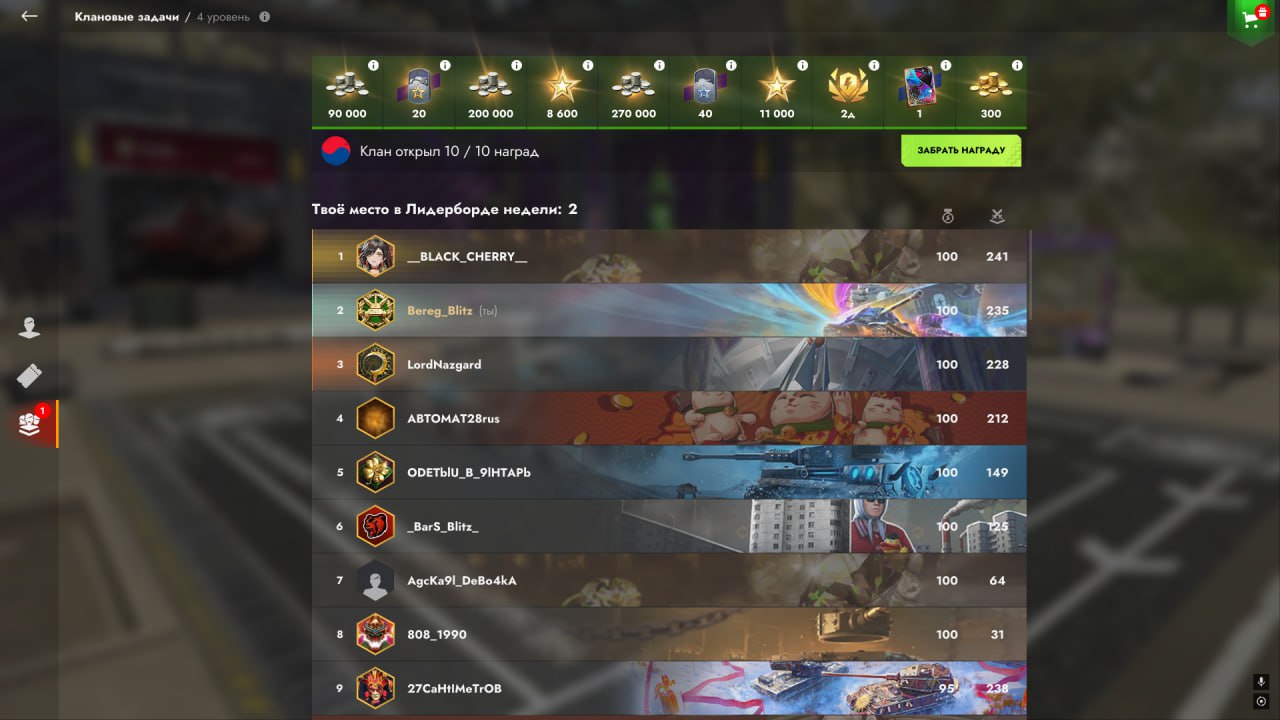 Клановые задачи / 4 уровень
90 000 20 200 000 8 600 270 000 40 11 000 2д 1 300
Клан открыл 10 / 10 наград
ЗАБРАТЬ НАГРАДУ
Твоё место в Лидерборде недели: 2
1 __BLACK_CHERRY__ 100 241
2 Bereg_Blitz (ты) 100 235
3 LordNazgard 100 228
4 ABTOMAT28rus 100 212
5 ODETblU_B_9lHTAPb 100 149
6 _BarS_Blitz_ 100 125
1
7 AgcKa9l_DeBo4kA 100 64
8 808_1990 100 31
9 27CaHtIMeTrOB 95 238